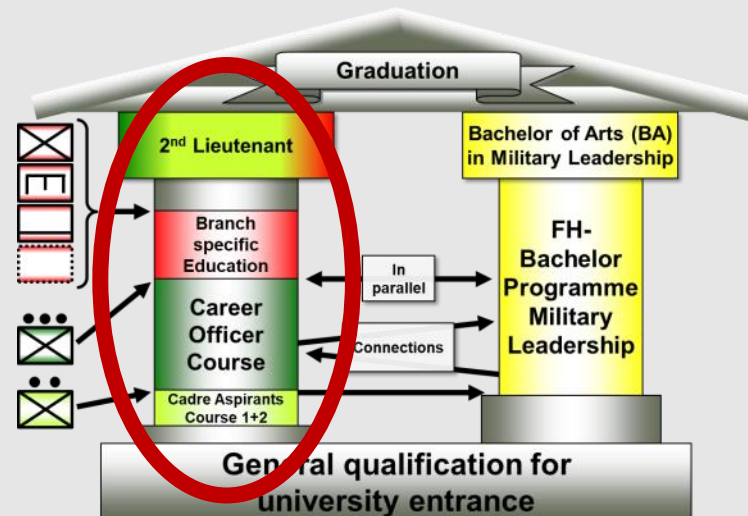 Graduation
2nd Lieutenant
Branch
specific
Education
Career
Officer
Course
Cadre Aspirants
Course 1+2
In
parallel
Connections
Bachelor of Arts (BA)
in Military Leadership
FH-
Bachelor
Programme
Military
Leadership
General qualification for
university entrance